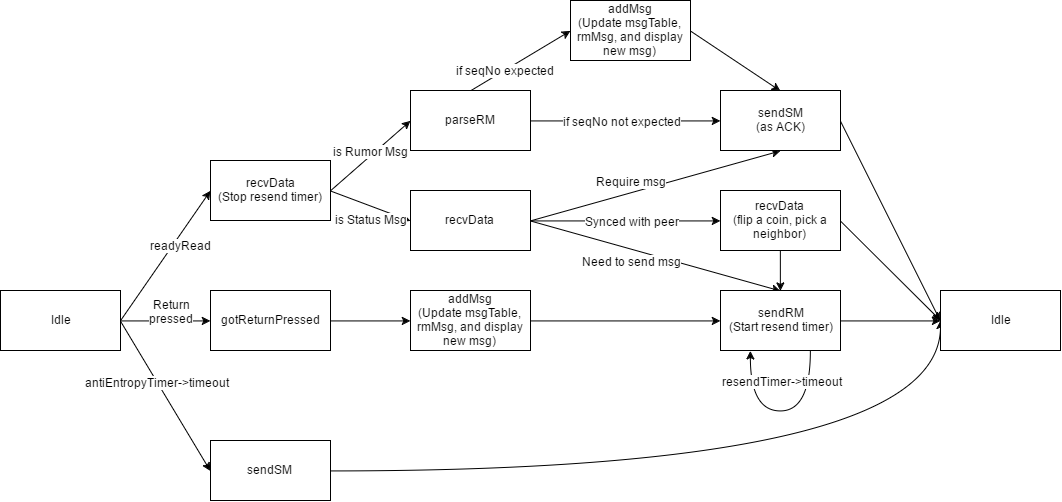 addMsg
(Update msgTable,
rmMsg, and display
new msg)
if seqNo expected
parseRM
if seqNo not expected
sendSM
(as ACK)
is Rumor Msg
recvData
(Stop resend timer)
is Status Msg
recvData
Require msg
Synced with peer
recvData
(flip a coin, pick a
neighbor)
readyRead
Need to send msg
Idle
Return
pressed
gotReturnPressed
addMsg
(Update msgTable,
rmMsg, and display
new msg)
sendRM
(Start resend timer)
Idle
antiEntropyTimer->timeout
resendTimer->timeout
sendSM